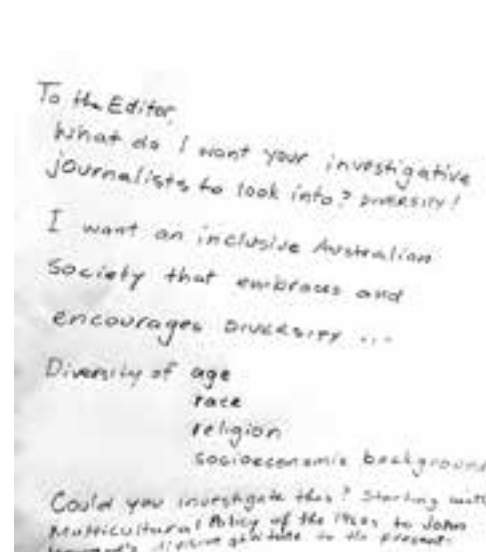 To the Editor,
What do I want your investigative
journalists to look into? DIVERSITY!
I want an inclusive Australian
Society that embraces and
encourages DIVERSITY ...
Diversity of age
race
religion
socioeconomic background
Could you investigate this? Starting with
Multicultural Policy of the to John
Howard's divisive to the present.